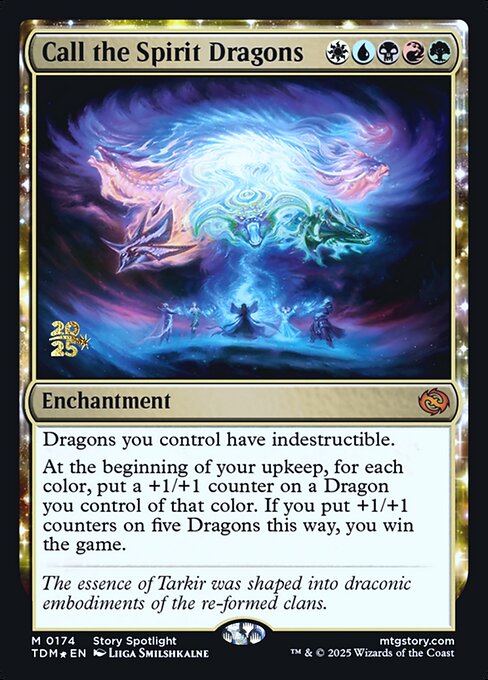 Call the Spirit Dragons
2025
Enchantment
Dragons you control have indestructible.
At the beginning of your upkeep, for each
color, put a +1/+1 counter on a Dragon
you control of that color. If you put +1/+1
counters on five Dragons this way, you win
the game.
The essence of Tarkir was shaped into draconic
embodiments of the re-formed clans.
M 0174 Story Spotlight mtgstory.com
TDM★EN Liiga Smilshkalne ™ & © 2025 Wizards of the Coast